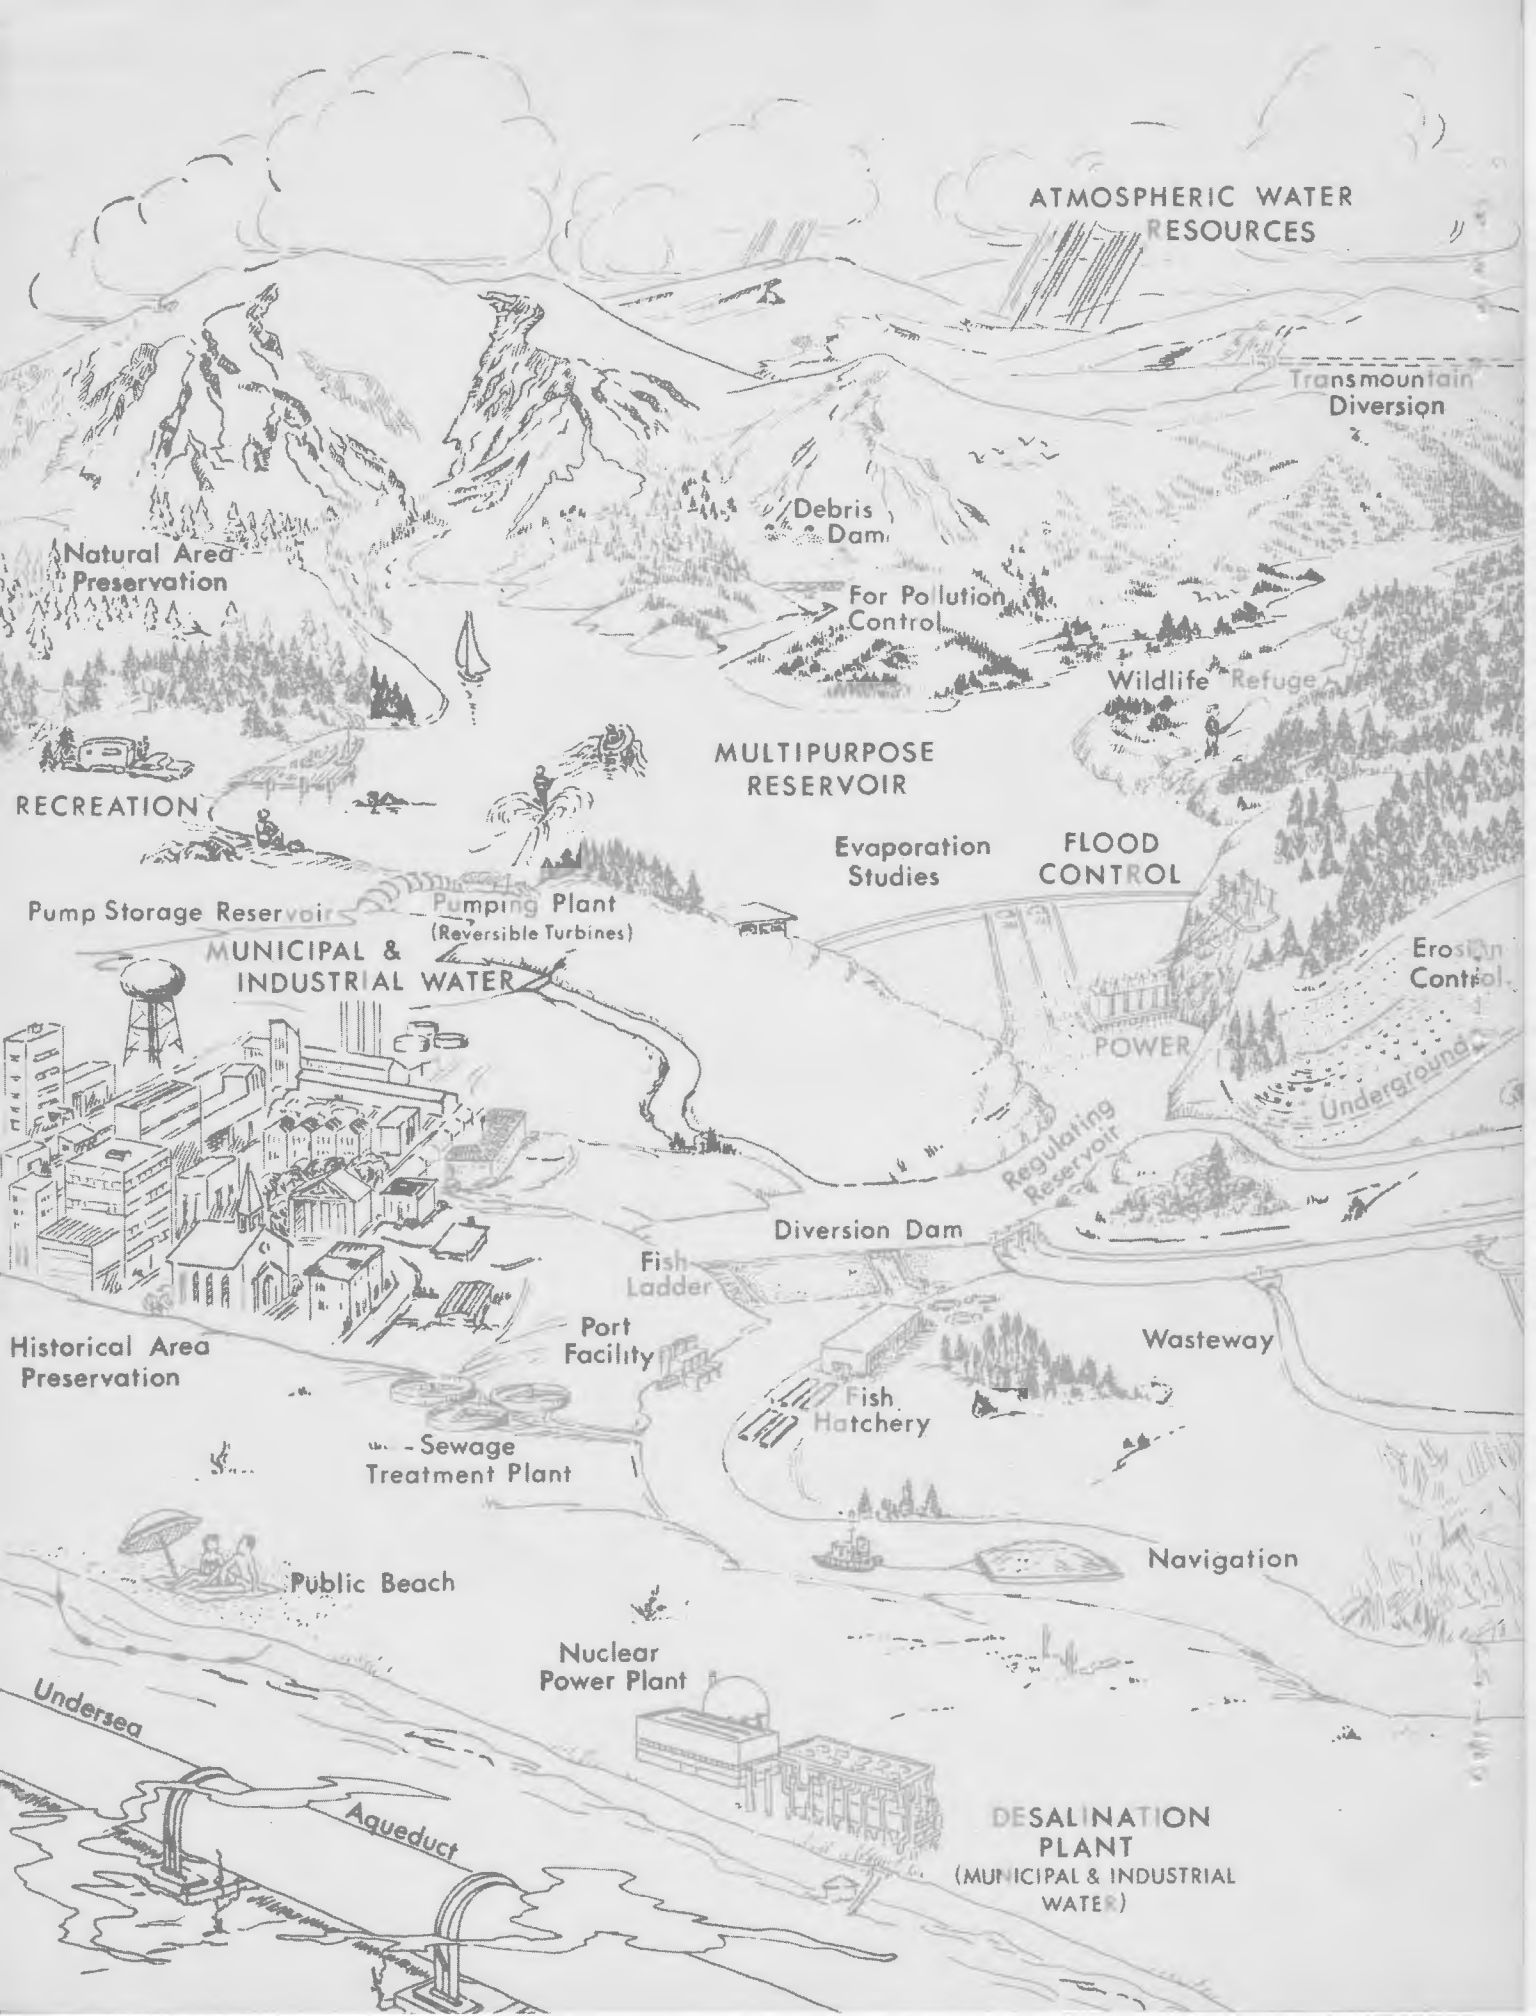 ATMOSPHERIC WATER
RESOURCES
Transmountain
Diversion
Debris
Dam
Natural Area
Preservation
For Pollution
Control
Wildlife Refuge
MULTIPURPOSE
RESERVOIR
RECREATION
Evaporation
Studies
FLOOD
CONTROL
Pump Storage Reservoir
Pumping Plant
(Reversible Turbines)
MUNICIPAL &
INDUSTRIAL WATER
Erosion
Control
POWER
Underground
Regulating
Reservoir
Diversion Dam
Fish
Ladder
Port
Facility
Wasteway
Historical Area
Preservation
Fish
Hatchery
Sewage
Treatment Plant
Navigation
Public Beach
Nuclear
Power Plant
Undersea
Aqueduct
DESALINATION
PLANT
(MUNICIPAL & INDUSTRIAL
WATER)